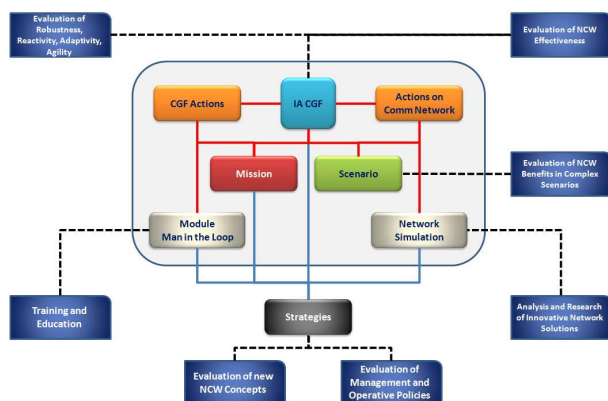 Evaluation of
Robustness,
Reactivity, Adaptivity,
Agility
Evaluation of NCW
Effectiveness
CGF Actions
IA CGF
Actions on
Comm Network
Mission
Scenario
Evaluation of NCW
Benefits in Complex
Scenarios
Module
Man in the Loop
Network
Simulation
Training and
Education
Strategies
Analysis and Research
of Innovative Network
Solutions
Evaluation of new
NCW Concepts
Evaluation of
Management and
Operative Policies